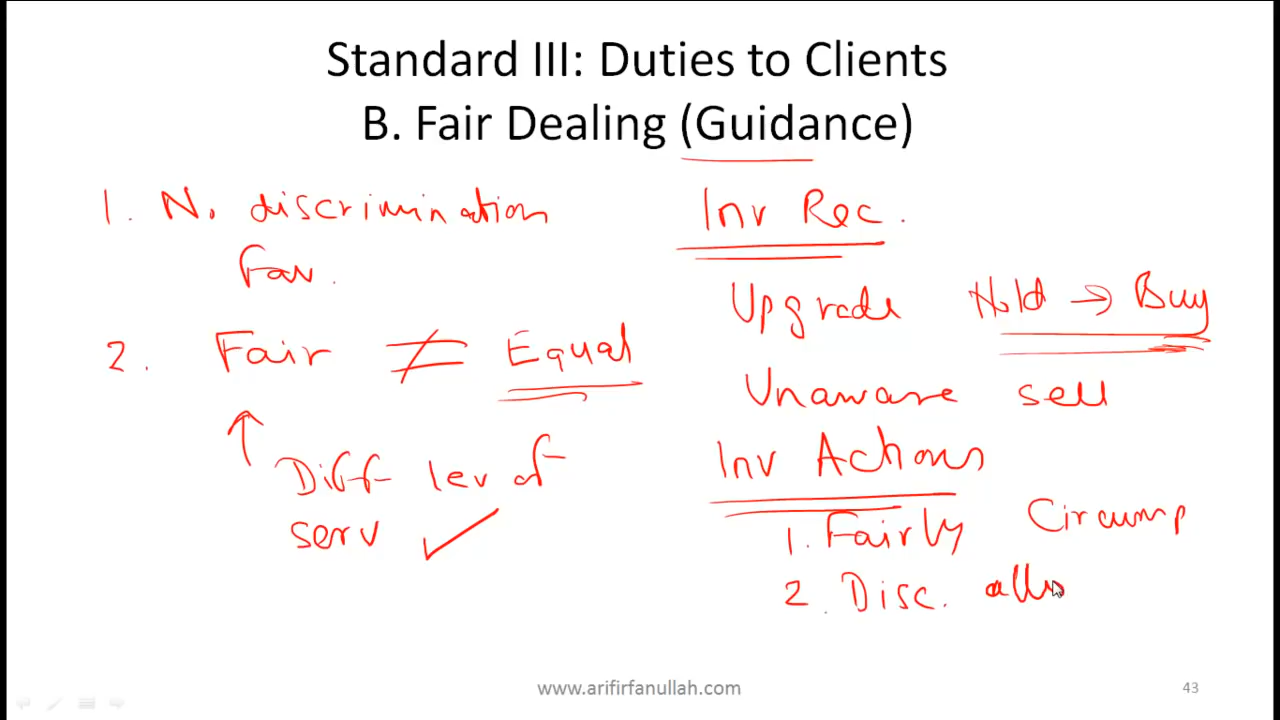 Standard III: Duties to Clients
B. Fair Dealing (Guidance)
1. No discrimination
Fav.
2. Fair ≠ Equal
Diff lev of
serv ✓
Inv Rec.
Upgrade Hold → Buy
Unaware sell
Inv Actions
1. Fairly Circump
2. Disc. allo
www.arifirfanullah.com
43